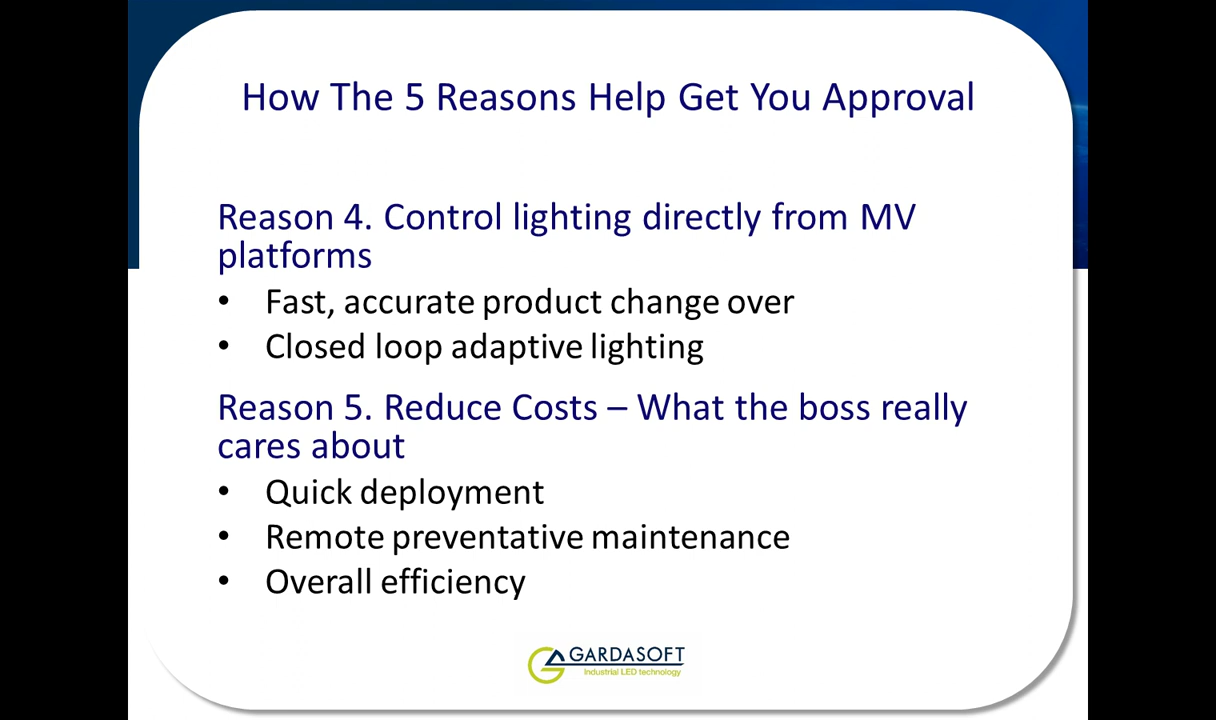 How The 5 Reasons Help Get You Approval
Reason 4. Control lighting directly from MV
platforms
• Fast, accurate product change over
• Closed loop adaptive lighting
Reason 5. Reduce Costs – What the boss really
cares about
• Quick deployment
• Remote preventative maintenance
• Overall efficiency
GARDASOFT
Industrial LED technology